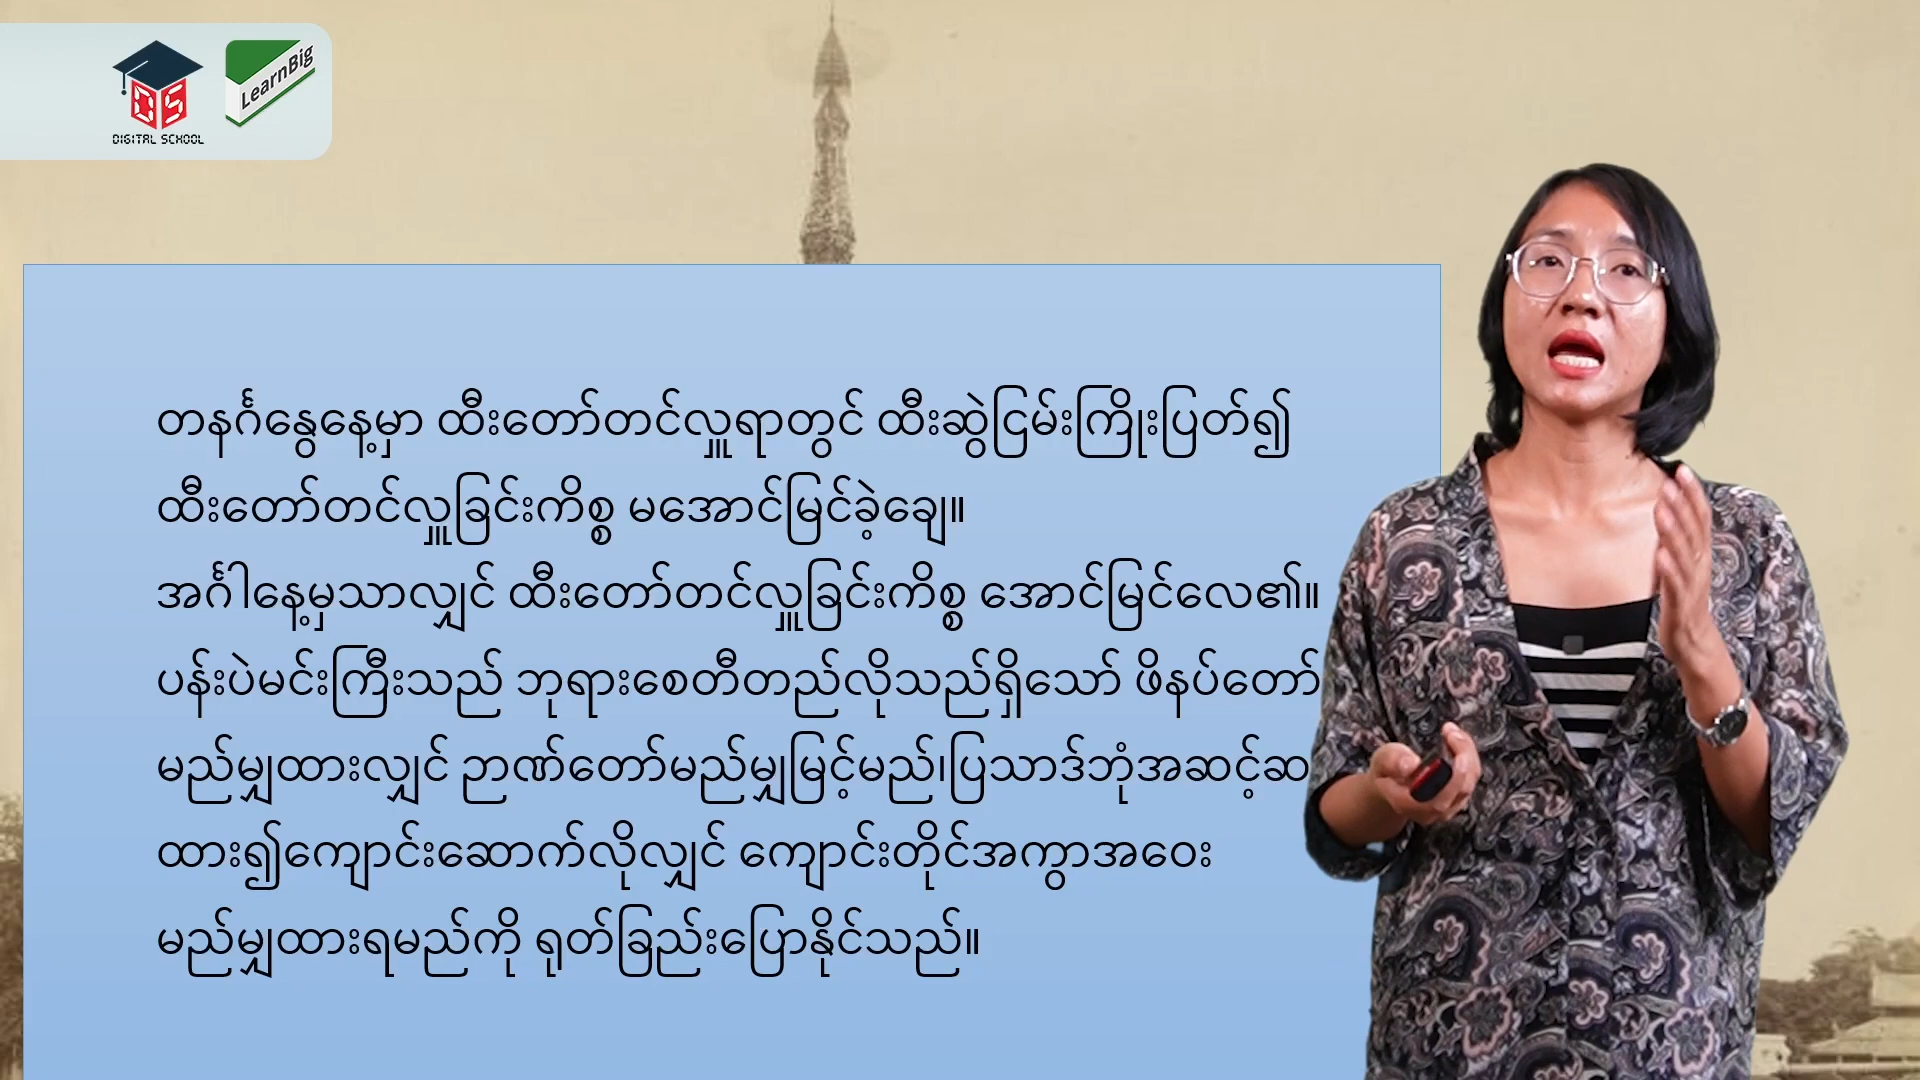 DIGITAL SCHOOL
LearnBig
တနင်္ဂနွေနေ့မှာ ထီးတော်တင်လှူရာတွင် ထီးဆွဲငြမ်းကြိုးပြတ်၍
ထီးတော်တင်လှူခြင်းကိစ္စ မအောင်မြင်ခဲ့ချေ။
အင်္ဂါနေ့မှသာလျှင် ထီးတော်တင်လှူခြင်းကိစ္စ အောင်မြင်လေ၏။
ပန်းပဲမင်းကြီးသည် ဘုရားစေတီတည်လိုသည်ရှိသော် ဖိနပ်တော်
မည်မျှထားလျှင် ဉာဏ်တော်မည်မျှမြင့်မည်၊ပြသာဒ်ဘုံအဆင့်ဆ
ထား၍ကျောင်းဆောက်လိုလျှင် ကျောင်းတိုင်အကွာအဝေး
မည်မျှထားရမည်ကို ရုတ်ခြည်းပြောနိုင်သည်။